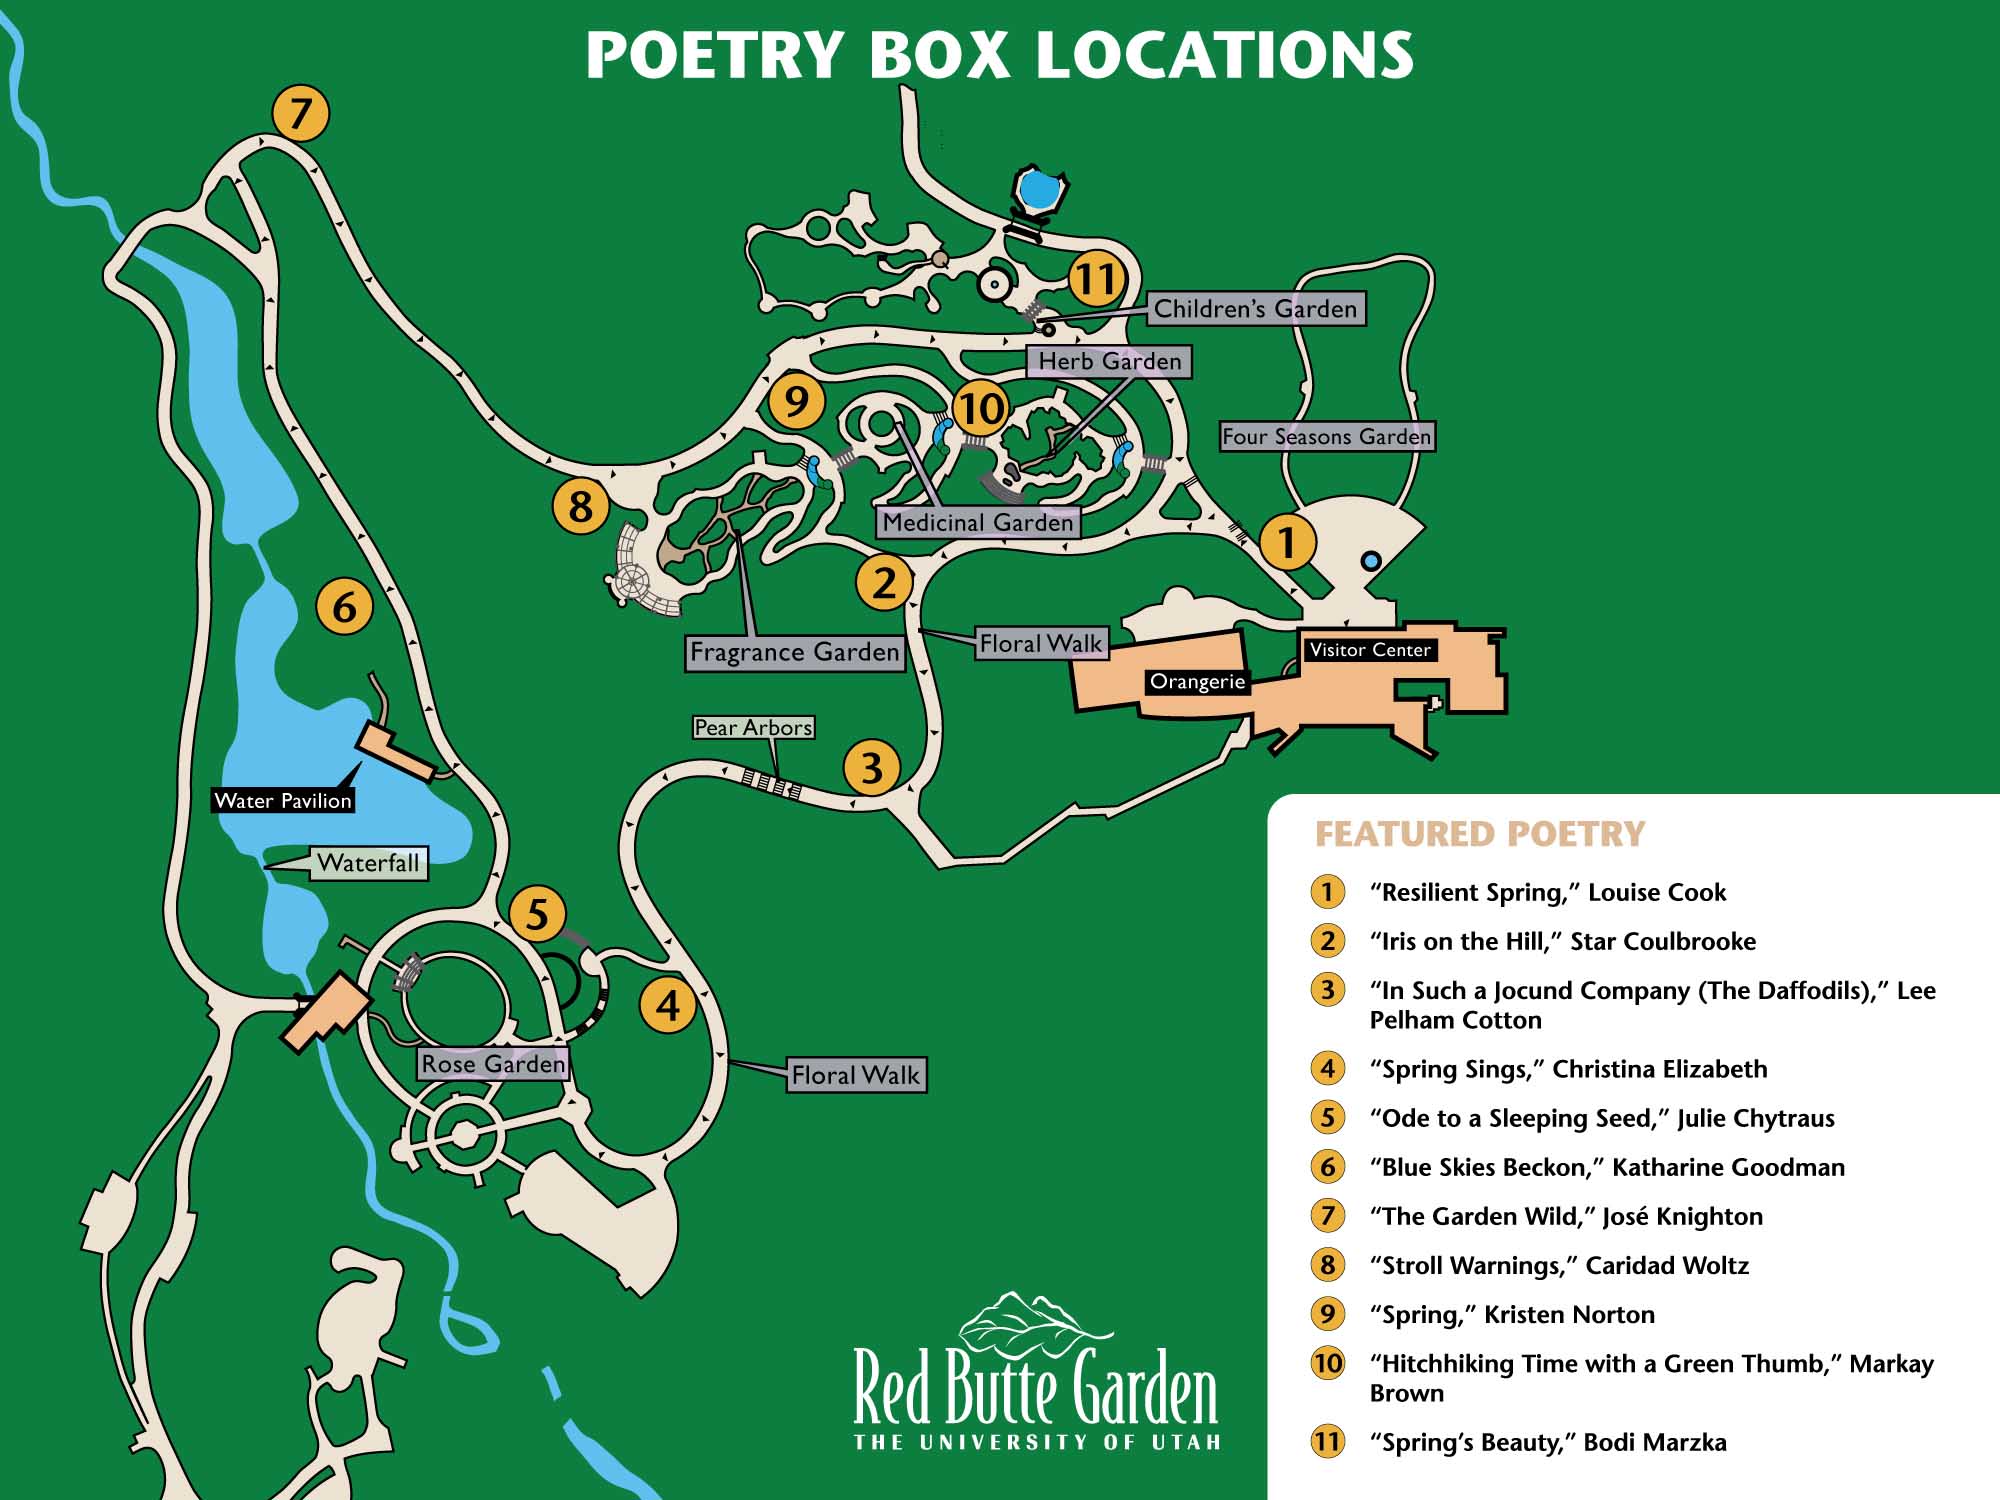 POETRY BOX LOCATIONS
7
11
Children’s Garden
Herb Garden
9
10
Four Seasons Garden
8
Medicinal Garden
1
2
6
Fragrance Garden
Floral Walk
Visitor Center
Orangerie
Pear Arbors
3
Water Pavilion
Waterfall
5
4
Rose Garden
Floral Walk
FEATURED POETRY
1 “Resilient Spring,” Louise Cook
2 “Iris on the Hill,” Star Coulbrooke
3 “In Such a Jocund Company (The Daffodils),” Lee
Pelham Cotton
4 “Spring Sings,” Christina Elizabeth
5 “Ode to a Sleeping Seed,” Julie Chytraus
6 “Blue Skies Beckon,” Katharine Goodman
7 “The Garden Wild,” José Knighton
8 “Stroll Warnings,” Caridad Woltz
9 “Spring,” Kristen Norton
10 “Hitchhiking Time with a Green Thumb,” Markay
Brown
11 “Spring’s Beauty,” Bodi Marzka
Red Butte Garden
THE UNIVERSITY OF UTAH